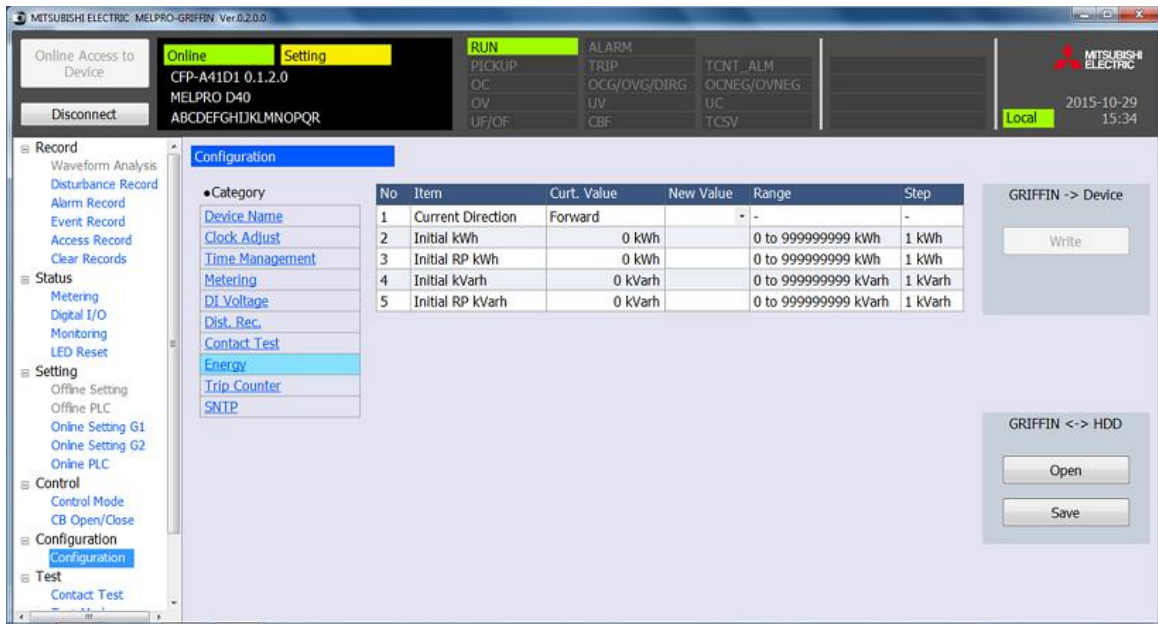 MITSUBISHI ELECTRIC MELPRO-GRIFFIN Ver.0.2.0.0
Online Access to
Device
Disconnect
Online Setting
CFP-A41D1 0.1.2.0
MELPRO D40
ABCDEFGHIJKLMNOPQR
RUN ALARM
PICKUP TRIP TCNT_ALM
OC OCG/OVG/DIRG OCNEG/OVNEG
OV UV UC
UF/OF CBF TCSV
MITSUBISHI
ELECTRIC
2015-10-29
Local 15:34
Record
Waveform Analysis
Disturbance Record
Alarm Record
Event Record
Access Record
Clear Records
Status
Metering
Digital I/O
Monitoring
LED Reset
Setting
Offline Setting
Offline PLC
Online Setting G1
Online Setting G2
Online PLC
Control
Control Mode
CB Open/Close
Configuration
Configuration
Test
Contact Test
Configuration
●Category
Device Name
Clock Adjust
Time Management
Metering
DI Voltage
Dist. Rec.
Contact Test
Energy
Trip Counter
SNTP
No Item Curt. Value New Value Range Step
1 Current Direction Forward - -
2 Initial kWh 0 kWh 0 to 999999999 kWh 1 kWh
3 Initial RP kWh 0 kWh 0 to 999999999 kWh 1 kWh
4 Initial kVarh 0 kVarh 0 to 999999999 kVarh 1 kVarh
5 Initial RP kVarh 0 kVarh 0 to 999999999 kVarh 1 kVarh
GRIFFIN -> Device
Write
GRIFFIN <-> HDD
Open
Save